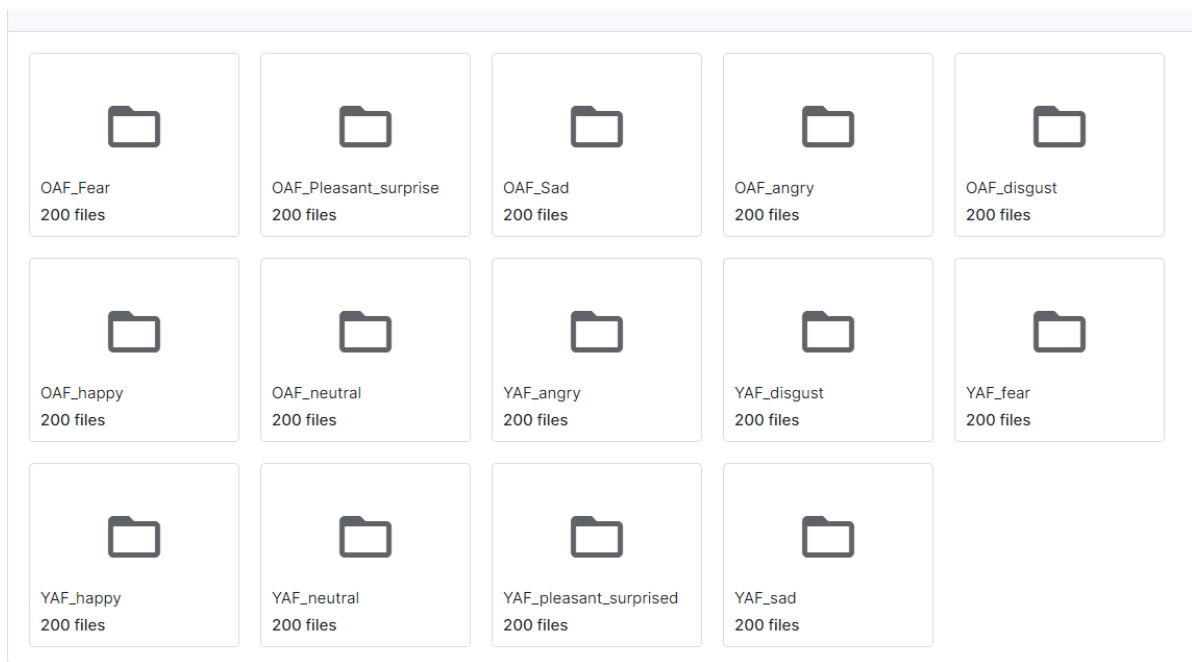 OAF_Fear
200 files
OAF_Pleasant_surprise
200 files
OAF_Sad
200 files
OAF_angry
200 files
OAF_disgust
200 files
OAF_happy
200 files
OAF_neutral
200 files
YAF_angry
200 files
YAF_disgust
200 files
YAF_fear
200 files
YAF_happy
200 files
YAF_neutral
200 files
YAF_pleasant_surprised
200 files
YAF_sad
200 files